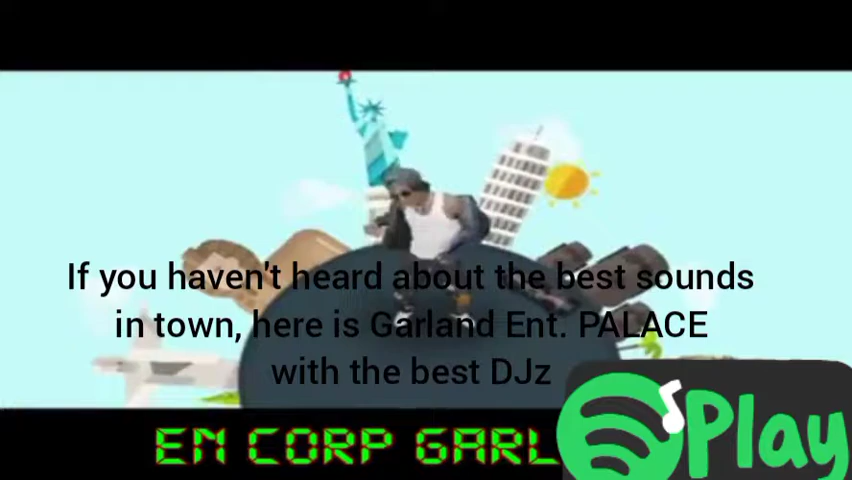 If you haven't heard about the best sounds
in town, here is Garland Ent. PALACE
with the best DJz
EN CORP GARL
Play